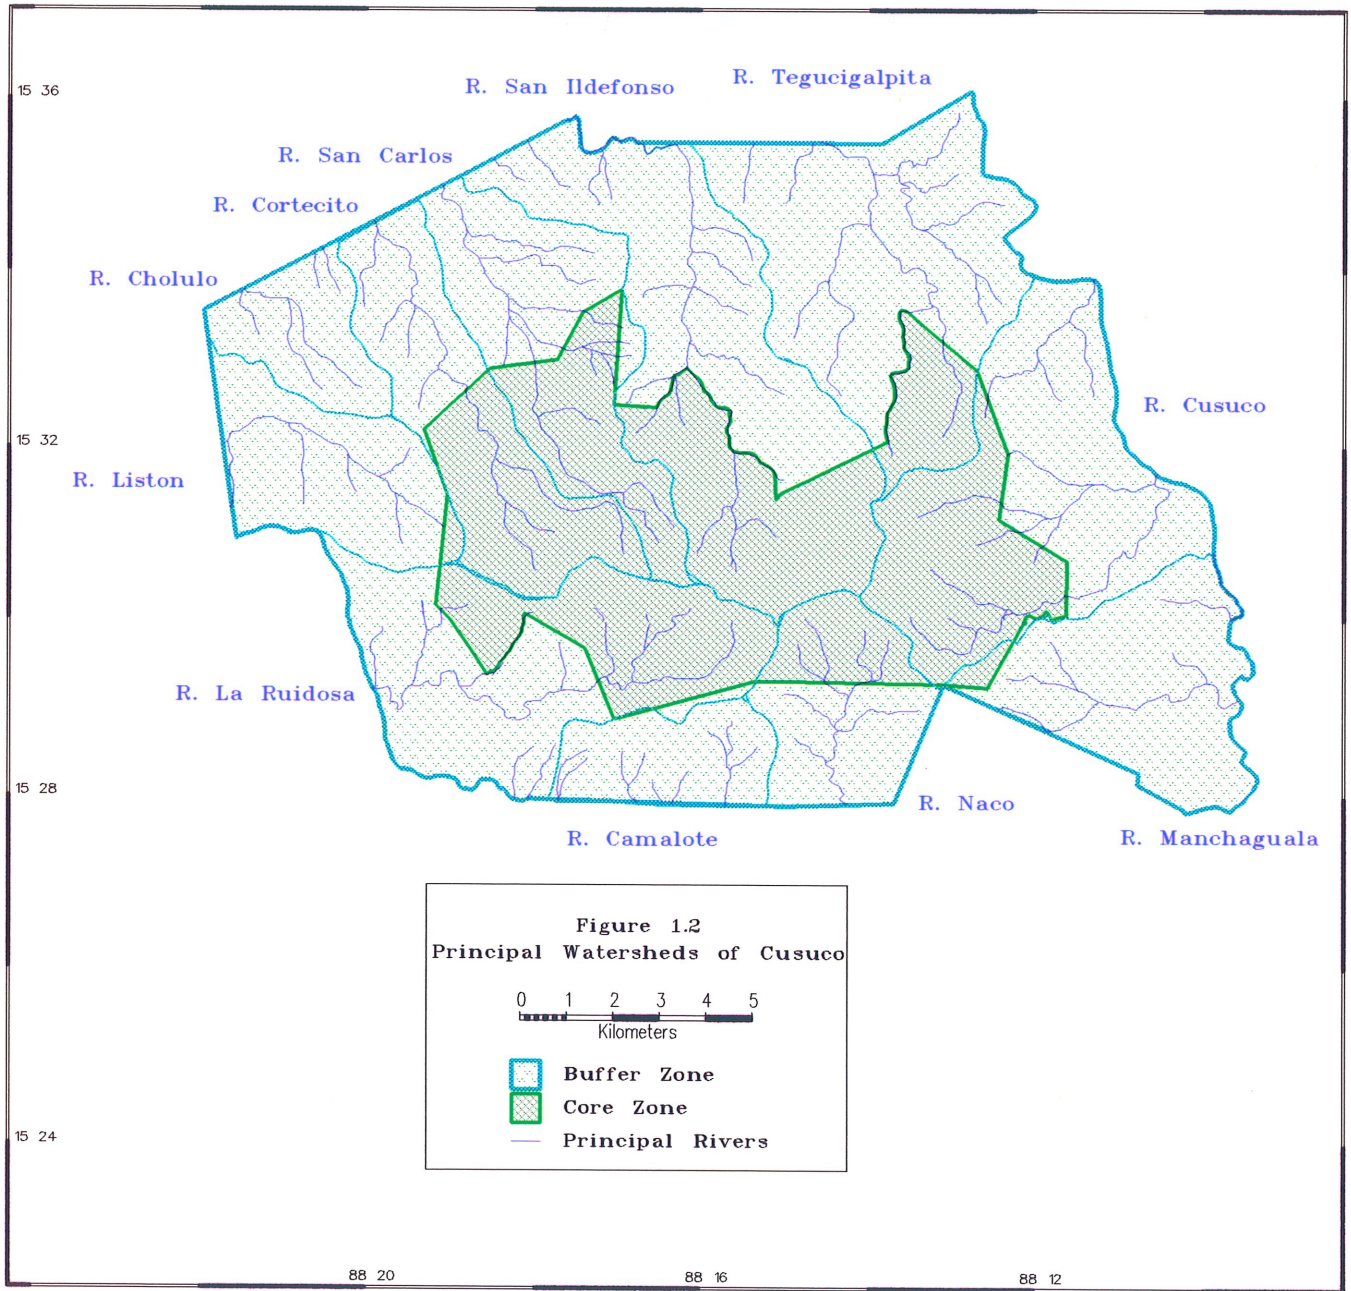 15 36
R. San Ildefonso
R. Tegucigalpita
R. San Carlos
R. Cortecito
R. Cholulo
R. Cusuco
15 32
R. Liston
R. La Ruidosa
15 28
R. Naco
R. Camalote
R. Manchaguala
Figure 1.2
Principal Watersheds of Cusuco
0 1 2 3 4 5
Kilometers
Buffer Zone
Core Zone
Principal Rivers
15 24
88 20
88 16
88 12